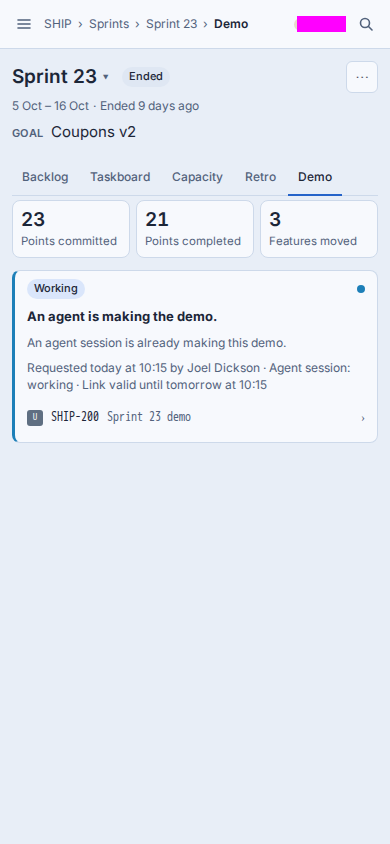 SHIP › Sprints › Sprint 23 › Demo
Sprint 23 ▾ Ended ...
5 Oct – 16 Oct · Ended 9 days ago
GOAL Coupons v2
Backlog Taskboard Capacity Retro Demo
23 21 3
Points committed Points completed Features moved
Working
An agent is making the demo.
An agent session is already making this demo.
Requested today at 10:15 by Joel Dickson · Agent session:
working · Link valid until tomorrow at 10:15
U SHIP-200 Sprint 23 demo ›